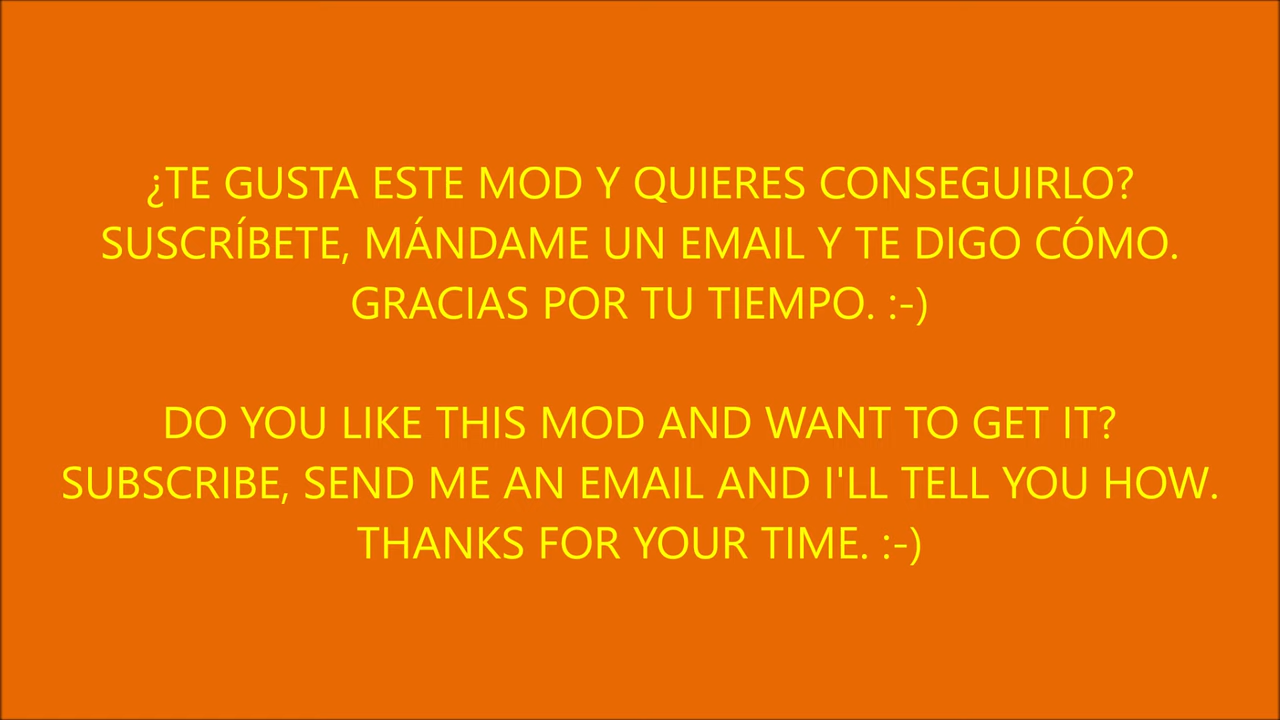 ¿TE GUSTA ESTE MOD Y QUIERES CONSEGUIRLO?
SUSCRÍBETE, MÁNDAME UN EMAIL Y TE DIGO CÓMO.
GRACIAS POR TU TIEMPO. :-)
DO YOU LIKE THIS MOD AND WANT TO GET IT?
SUBSCRIBE, SEND ME AN EMAIL AND I'LL TELL YOU HOW.
THANKS FOR YOUR TIME. :-)